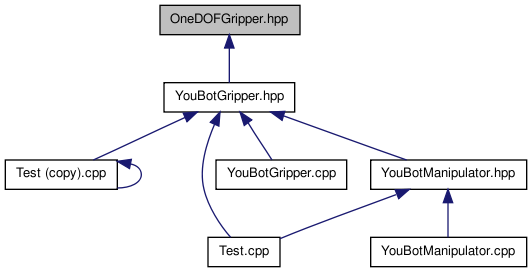 OneDOFGripper.hpp
YouBotGripper.hpp
Test (copy).cpp
YouBotGripper.cpp
YouBotManipulator.hpp
Test.cpp
YouBotManipulator.cpp